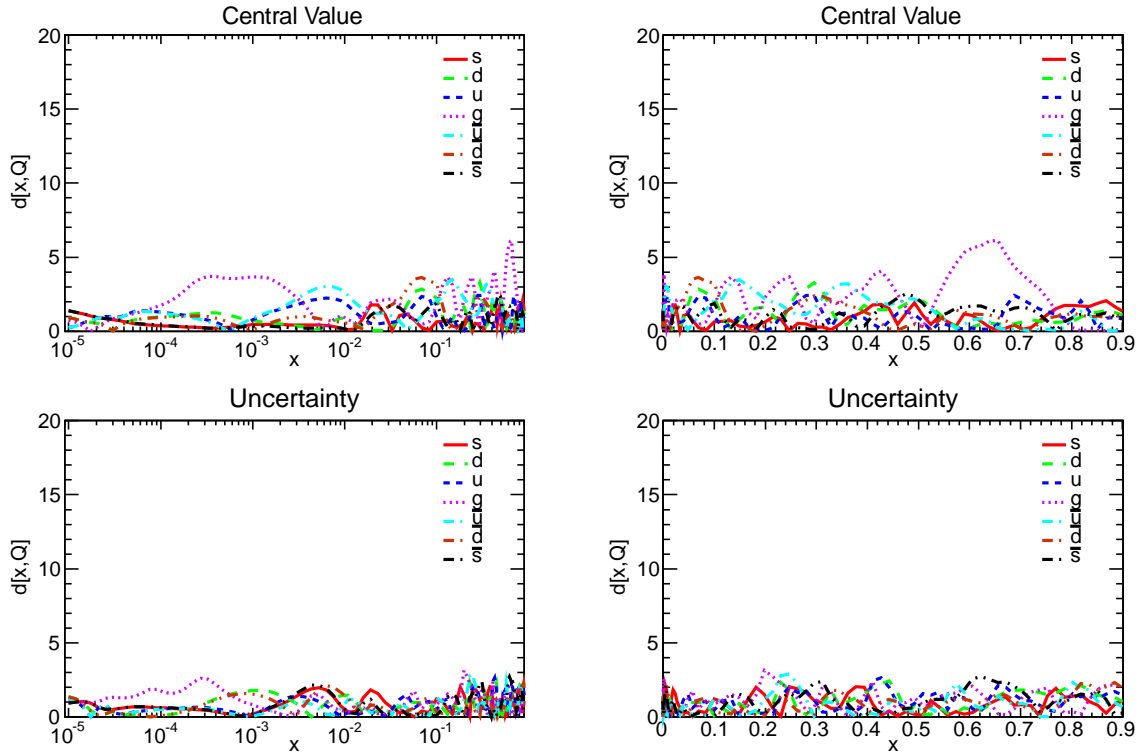 Central Value
20
15
10
5
0
d[x,Q]
s
d
u
g
u̅
d̅
s̅
10⁻⁵ 10⁻⁴ 10⁻³ 10⁻² 10⁻¹
x
Central Value
20
15
10
5
0
d[x,Q]
s
d
u
g
u̅
d̅
s̅
0 0.1 0.2 0.3 0.4 0.5 0.6 0.7 0.8 0.9
x
Uncertainty
20
15
10
5
0
d[x,Q]
s
d
u
g
u̅
d̅
s̅
10⁻⁵ 10⁻⁴ 10⁻³ 10⁻² 10⁻¹
x
Uncertainty
20
15
10
5
0
d[x,Q]
s
d
u
g
u̅
d̅
s̅
0 0.1 0.2 0.3 0.4 0.5 0.6 0.7 0.8 0.9
x